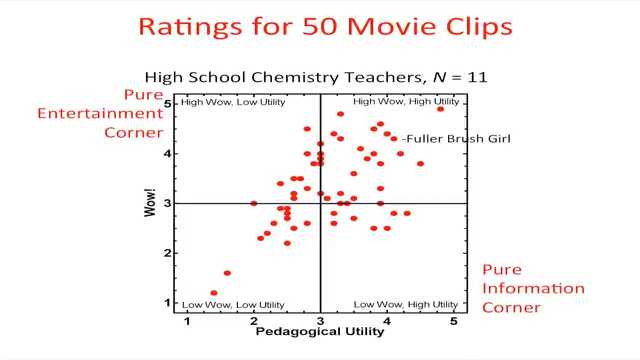 Ratings for 50 Movie Clips
High School Chemistry Teachers, N = 11
Pure
Entertainment
Corner
High Wow, Low Utility
High Wow, High Utility
-Fuller Brush Girl
Wow!
5
4
3
2
1
Low Wow, Low Utility
Low Wow, High Utility
1 2 3 4 5
Pedagogical Utility
Pure
Information
Corner